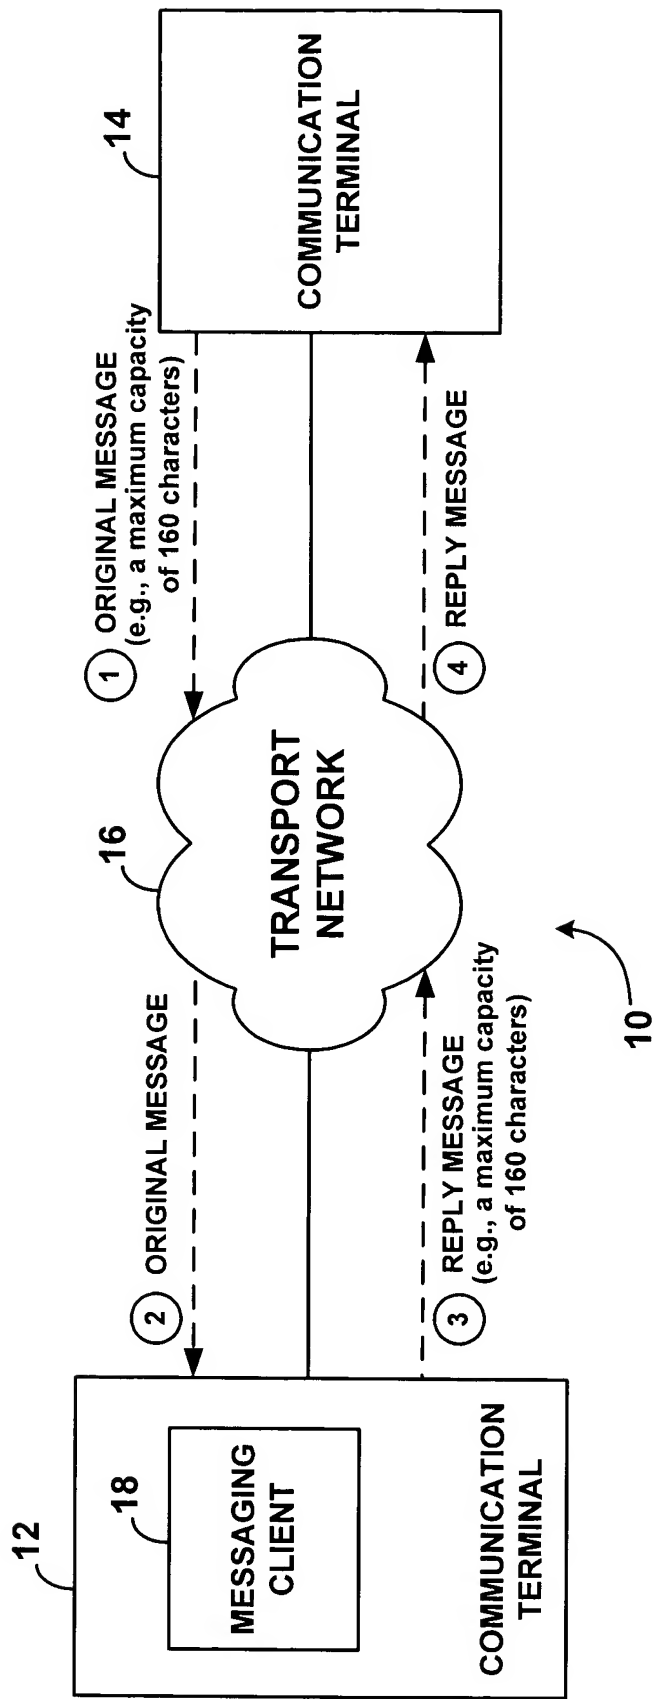 12
18
MESSAGING
CLIENT
COMMUNICATION
TERMINAL
2
ORIGINAL MESSAGE
3
REPLY MESSAGE
(e.g., a maximum capacity
of 160 characters)
16
TRANSPORT
NETWORK
10
1
ORIGINAL MESSAGE
(e.g., a maximum capacity
of 160 characters)
4
REPLY MESSAGE
14
COMMUNICATION
TERMINAL